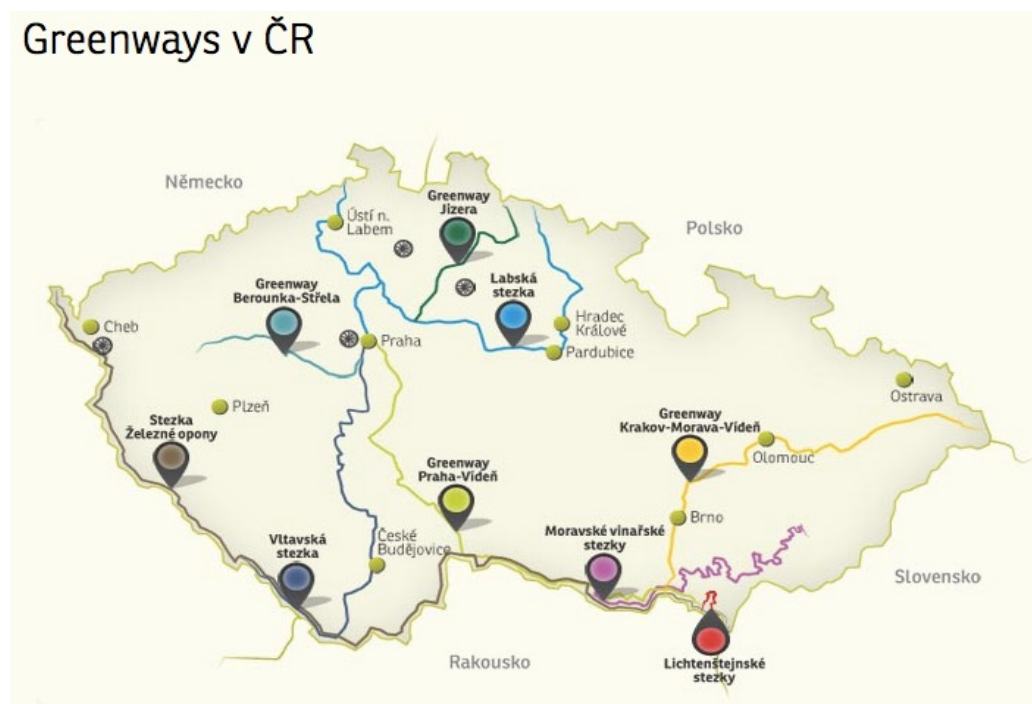 Greenways v ČR
Německo
Greenway
Jizera
Ústí n.
Labem
Polsko
Greenway
Berounka-Střela
Labská
stezka
Cheb
Hradec
Králové
Praha
Pardubice
Ostrava
Plzeň
Stezka
Železné opony
Greenway
Krakov-Morava-Vídeň
Olomouc
Greenway
Praha-Vídeň
Brno
Vltavská
stezka
České
Budějovice
Moravské vinařské
stezky
Slovensko
Rakousko
Lichtenštejnské
stezky